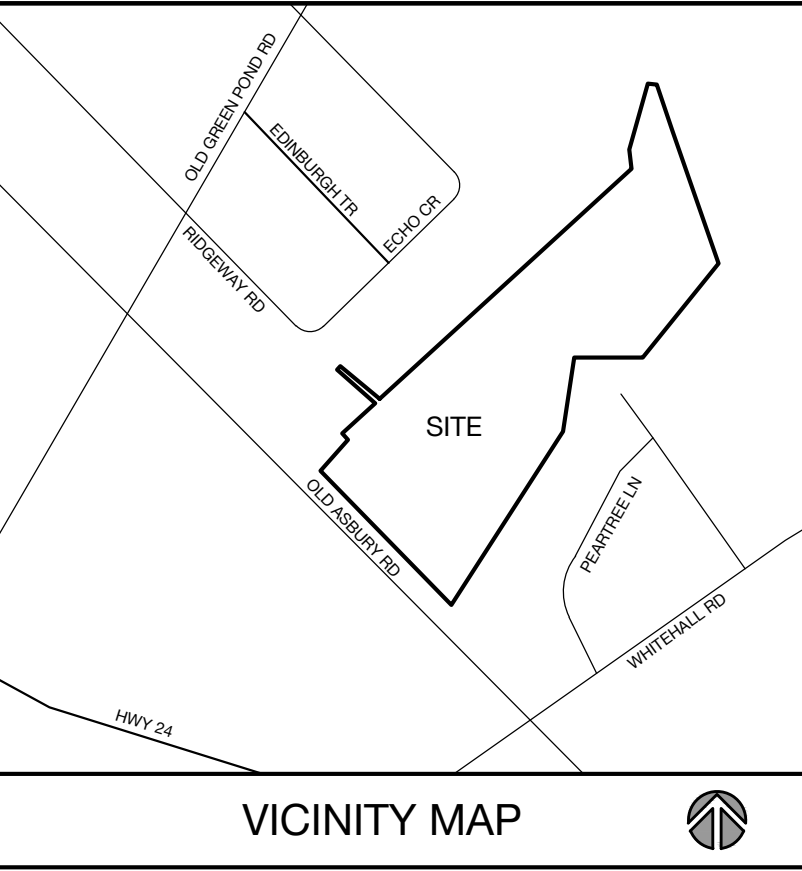 OLD GREEN POND RD
EDINBURGH TR
ECHO CR
RIDGEWAY RD
SITE
OLD ASBURY RD
PEARTREE LN
WHITEHALL RD
HWY 24
VICINITY MAP